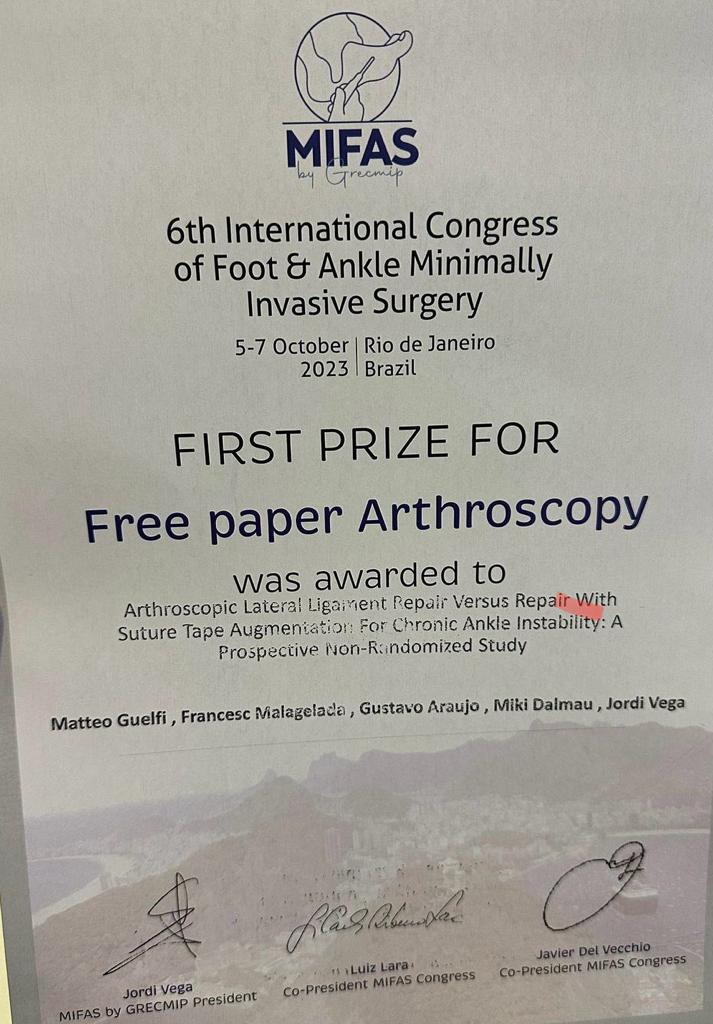 MIFAS
by Grecmip
6th International Congress
of Foot & Ankle Minimally
Invasive Surgery
5-7 October | Rio de Janeiro
2023 | Brazil
FIRST PRIZE FOR
Free paper Arthroscopy
was awarded to
Arthroscopic Lateral Ligament Repair Versus Repair With
Suture Tape Augmentation For Chronic Ankle Instability: A
Prospective Non-Randomized Study
Matteo Guelfi , Francesc Malagelada , Gustavo Araujo , Miki Dalmau , Jordi Vega
Jordi Vega
MIFAS by GRECMIP President
Luiz Lara
Co-President MIFAS Congress
Javier Del Vecchio
Co-President MIFAS Congress